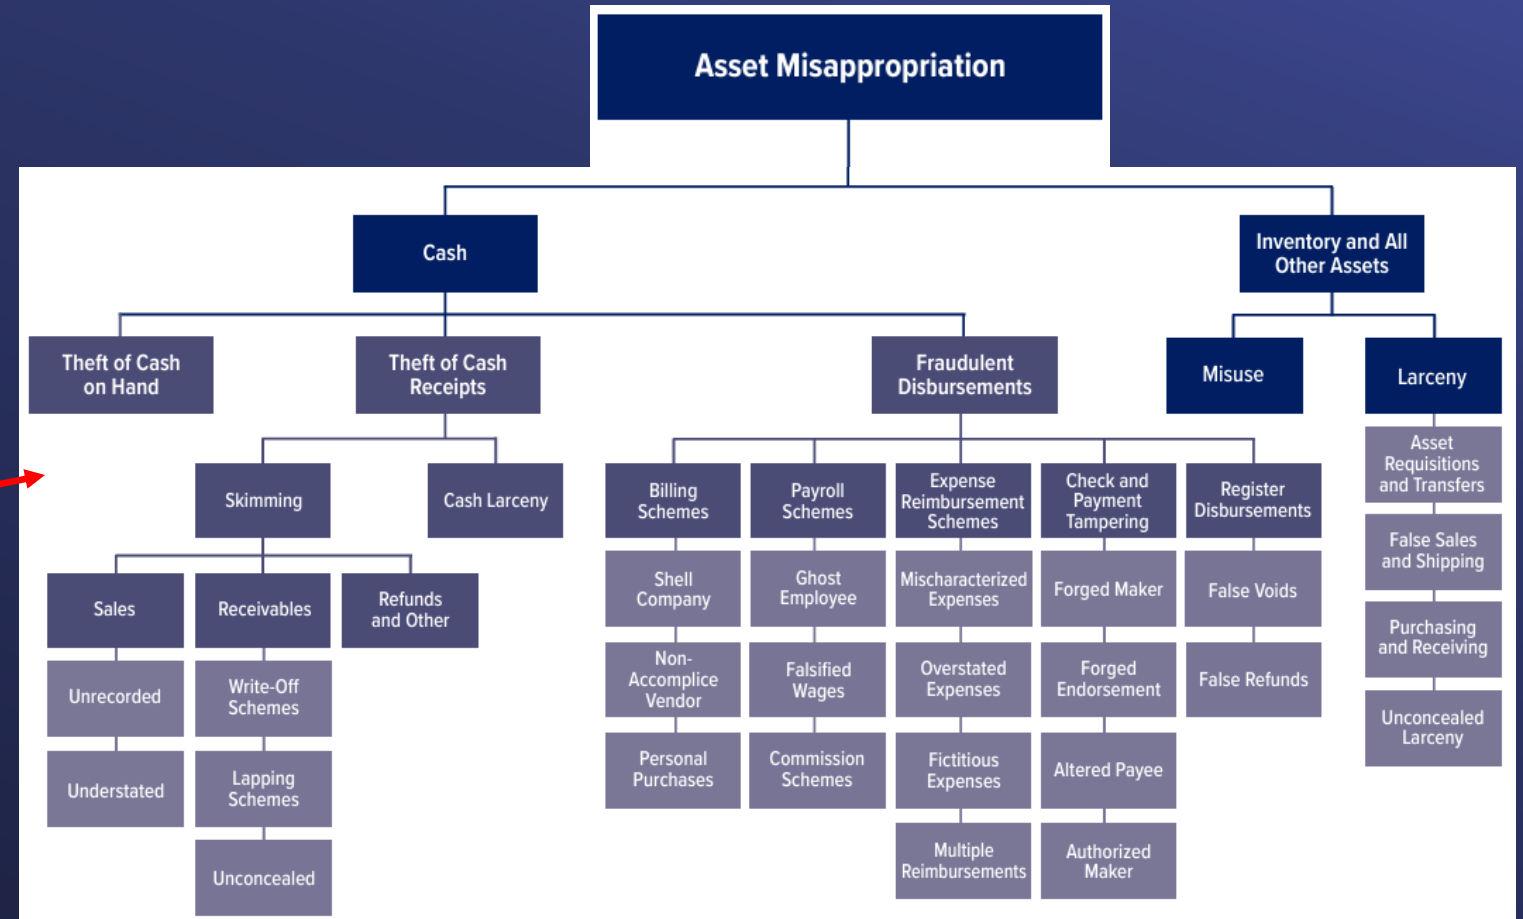 Asset Misappropriation
Cash
Inventory and All
Other Assets
Theft of Cash
on Hand
Theft of Cash
Receipts
Fraudulent
Disbursements
Misuse
Larceny
Skimming
Cash Larceny
Billing
Schemes
Payroll
Schemes
Expense
Reimbursement
Schemes
Check and
Payment
Tampering
Register
Disbursements
Asset
Requisitions
and Transfers
Sales
Receivables
Refunds
and Other
Shell
Company
Ghost
Employee
Mischaracterized
Expenses
Forged Maker
False Voids
False Sales
and Shipping
Unrecorded
Write-Off
Schemes
Non-
Accomplice
Vendor
Falsified
Wages
Overstated
Expenses
Forged
Endorsement
False Refunds
Purchasing
and Receiving
Understated
Lapping
Schemes
Personal
Purchases
Commission
Schemes
Fictitious
Expenses
Altered Payee
Unconcealed
Larceny
Unconcealed
Multiple
Reimbursements
Authorized
Maker